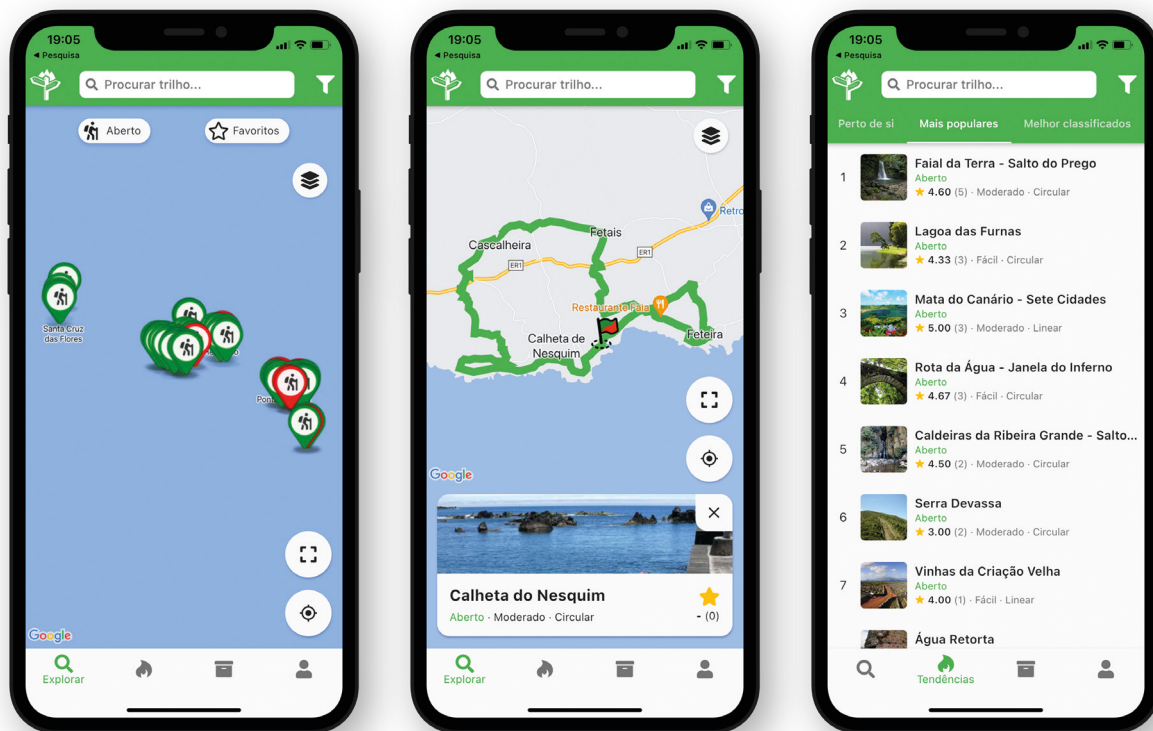 19:05
Pesquisa
Procurar trilho...
Aberto
Favoritos
Santa Cruz
das Flores
Google
Explorar
19:05
Pesquisa
Procurar trilho...
Retro
Cascalheira
Fetais
ER1
ER1
Restaurante Faia
Calheta de
Nesquim
Feteira
Google
Calheta do Nesquim
Aberto · Moderado · Circular
- (0)
Explorar
19:05
Pesquisa
Procurar trilho...
Perto de si
Mais populares
Melhor classificados
1
Faial da Terra - Salto do Prego
Aberto
4.60 (5) · Moderado · Circular
2
Lagoa das Furnas
Aberto
4.33 (3) · Fácil · Circular
3
Mata do Canário - Sete Cidades
Aberto
5.00 (3) · Moderado · Linear
4
Rota da Água - Janela do Inferno
Aberto
4.67 (3) · Fácil · Circular
5
Caldeiras da Ribeira Grande - Salto...
Aberto
4.50 (2) · Moderado · Circular
6
Serra Devassa
Aberto
3.00 (2) · Moderado · Circular
7
Vinhas da Criação Velha
Aberto
4.00 (1) · Fácil · Linear
Água Retorta
Tendências